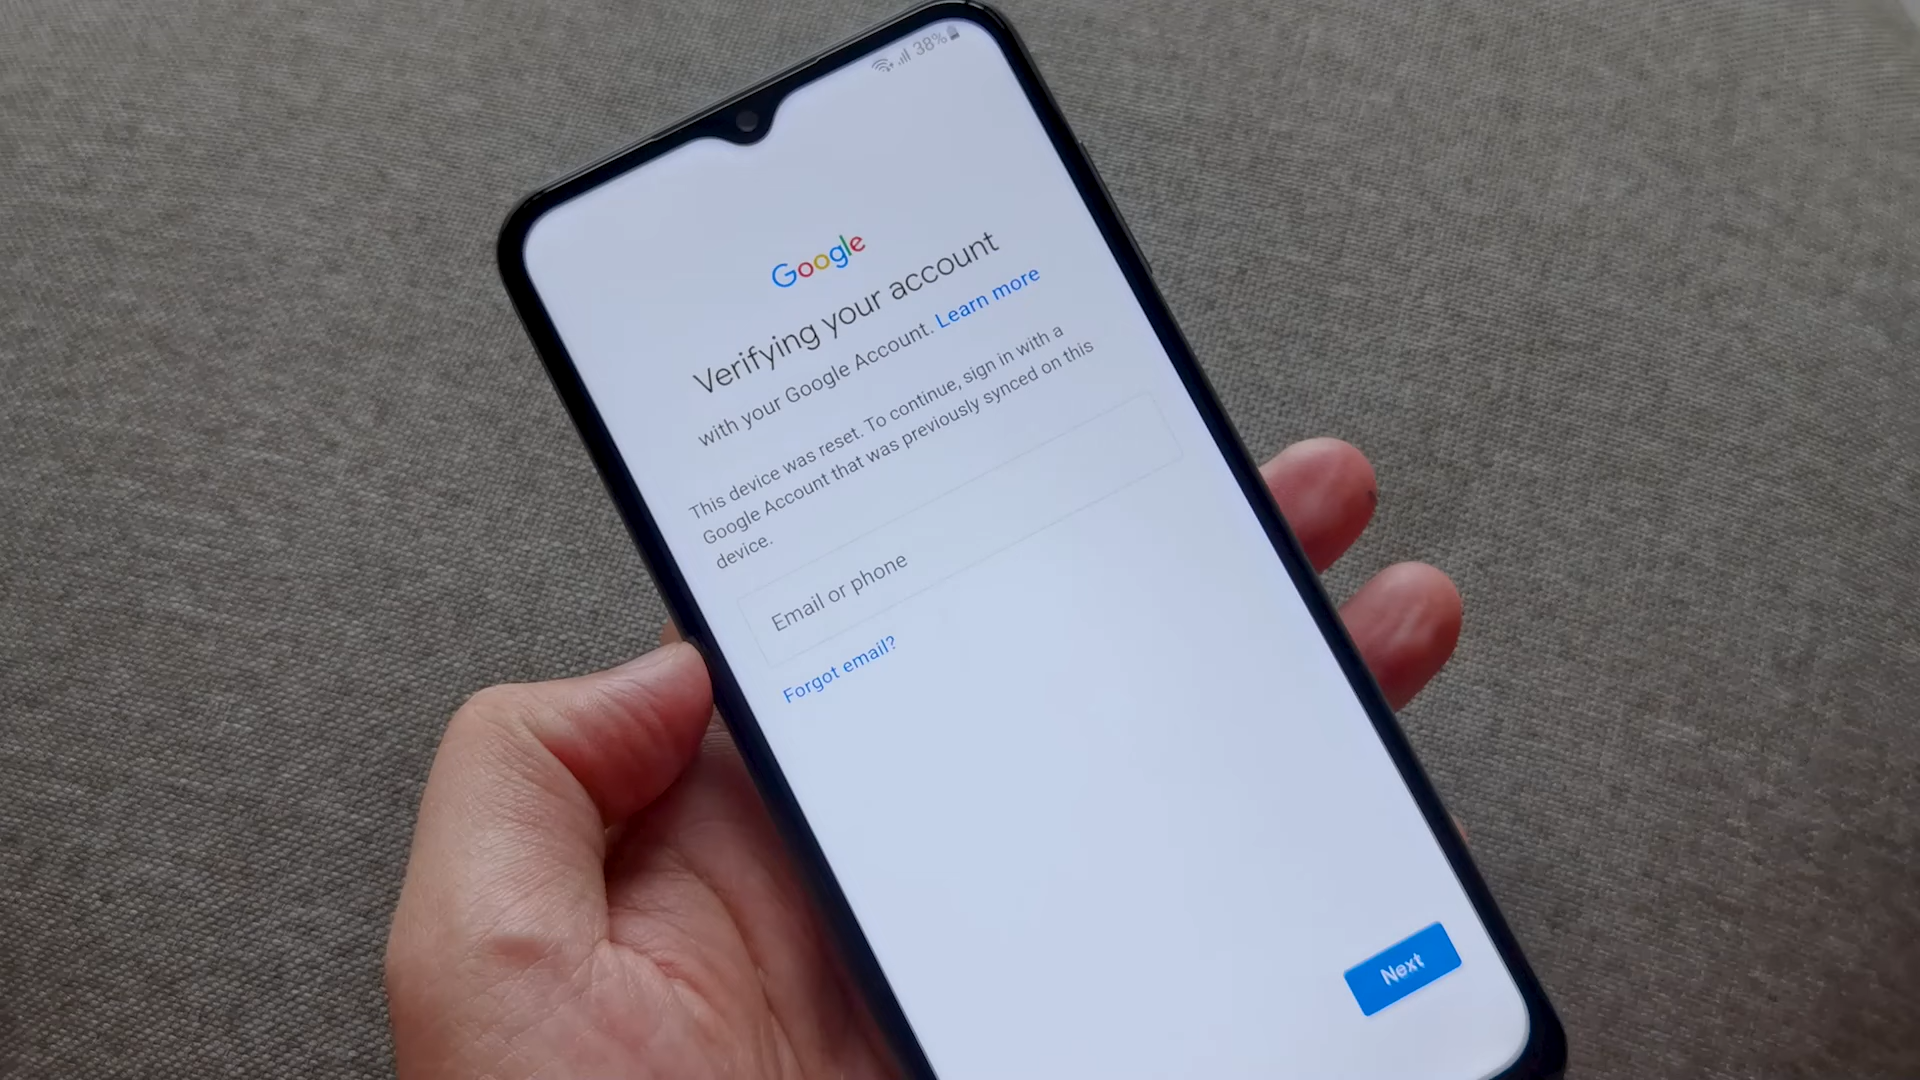 38%
Google
Verifying your account
with your Google Account. Learn more
This device was reset. To continue, sign in with a
Google Account that was previously synced on this
device.
Email or phone
Forgot email?
Next